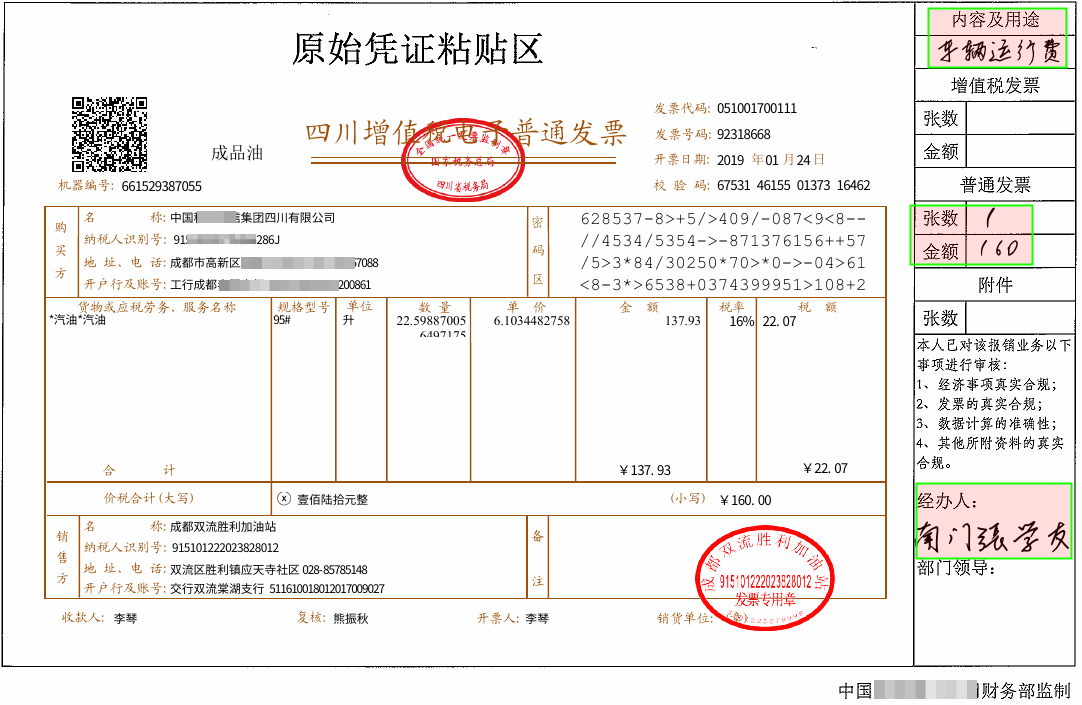 原始凭证粘贴区
成品油
四川增值税电子普通发票
全国统一发票监制章
国家税务总局
四川省税务局
机器编号: 661529387055
发票代码: 051001700111
发票号码: 92318668
开票日期: 2019 年01 月24日
校 验 码: 67531 46155 01373 16462
购买方
名 称: 中国 集团四川有限公司
纳税人识别号: 91 286J
地 址、电 话: 成都市高新区 7088
开户行及账号: 工行成都 200861
密码区
628537-8>+5/>409/-087<9<8--
//4534/5354->-871376156++57
/5>3*84/30250*70>*0->-04>61
<8-3*>6538+0374399951>108+2
货物或应税劳务、服务名称 规格型号 单位 数 量 单 价 金 额 税率 税 额
*汽油*汽油 95# 升 22.59887005 6.1034482758 137.93 16% 22.07
6497175
合 计 ￥137.93 ￥22.07
价税合计(大写) ⓧ 壹佰陆拾元整 (小写) ￥160.00
销售方
名 称: 成都双流胜利加油站
纳税人识别号: 915101222023828012
地 址、电 话: 双流区胜利镇应天寺社区 028-85785148
开户行及账号: 交行双流棠湖支行 511610018012017009027
备注
成都双流胜利加油站
915101222023828012
发票专用章
收款人: 李琴 复核: 熊振秋 开票人: 李琴 销货单位:(章)
内容及用途
车辆运行费
增值税发票
张数
金额
普通发票
张数 1
金额 160
附件
张数
本人已对该报销业务以下
事项进行审核:
1、经济事项真实合规;
2、发票的真实合规;
3、数据计算的准确性;
4、其他所附资料的真实
合规。
经办人:
南门张学友
部门领导:
中国 财务部监制